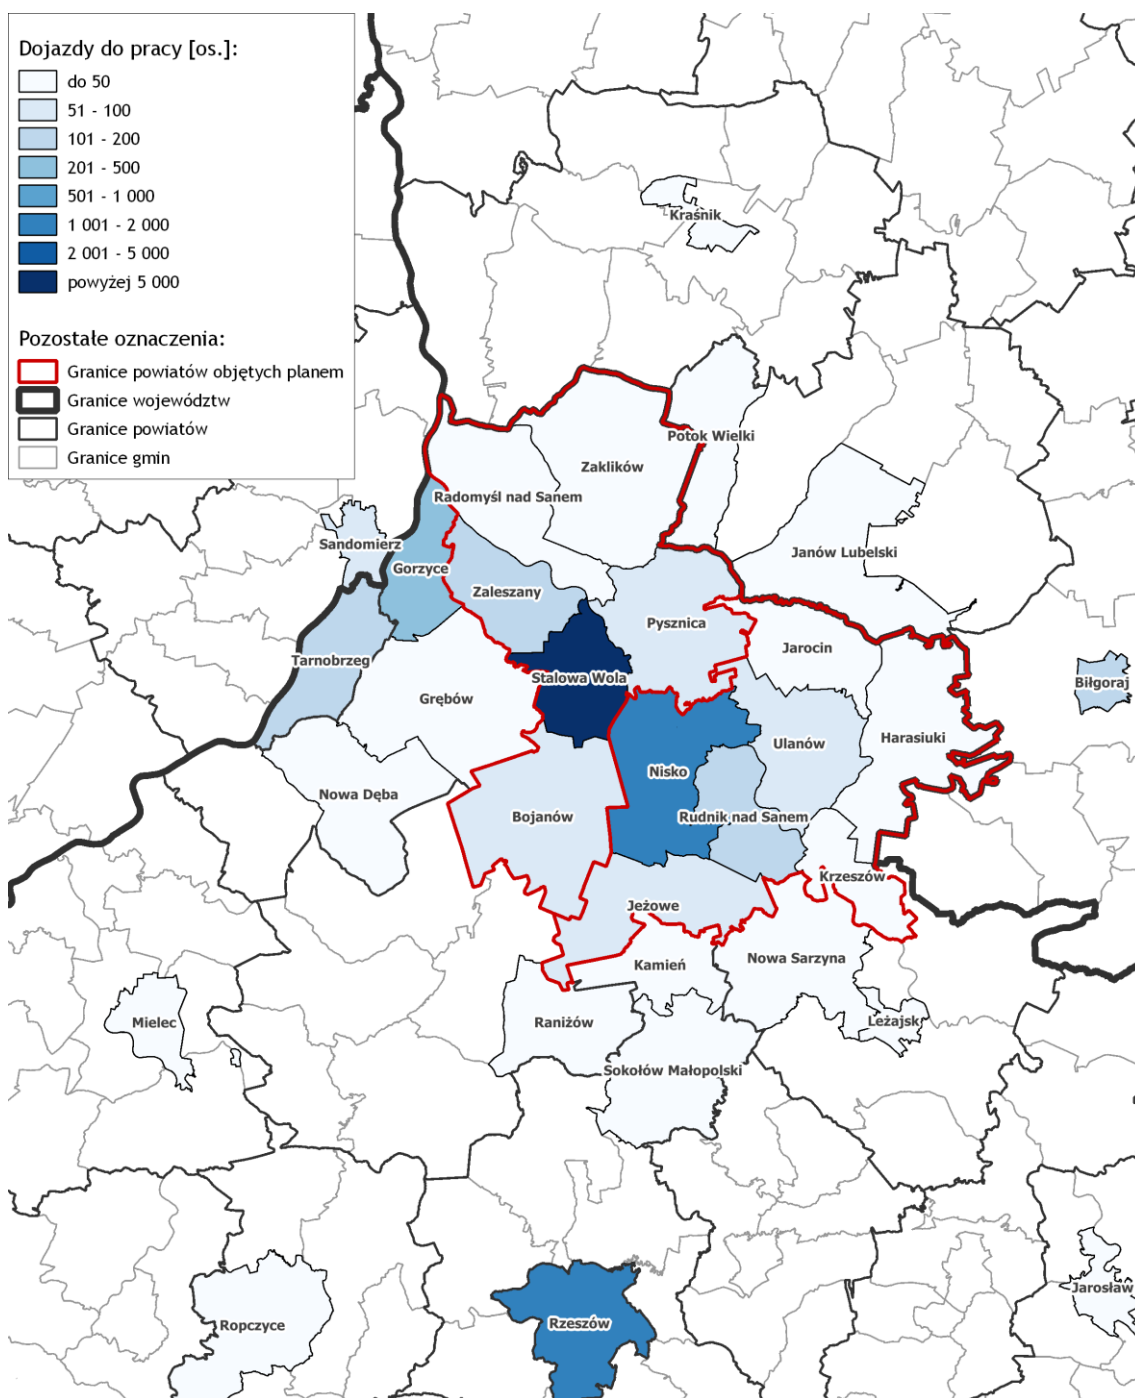 Dojazdy do pracy [os.]:
do 50
51 - 100
101 - 200
201 - 500
501 - 1 000
1 001 - 2 000
2 001 - 5 000
powyżej 5 000
Pozostałe oznaczenia:
Granice powiatów objętych planem
Granice województw
Granice powiatów
Granice gmin
Kraśnik
Potok Wielki
Zaklików
Radomyśl nad Sanem
Sandomierz
Janów Lubelski
Gorzyce
Zaleszany
Pysznica
Jarocin
Tarnobrzeg
Stalowa Wola
Biłgoraj
Grębów
Harasiuki
Ulanów
Nisko
Nowa Dęba
Bojanów
Rudnik nad Sanem
Krzeszów
Jeżowe
Nowa Sarzyna
Kamień
Mielec
Raniżów
Leżajsk
Sokołów Małopolski
Jarosław
Ropczyce
Rzeszów